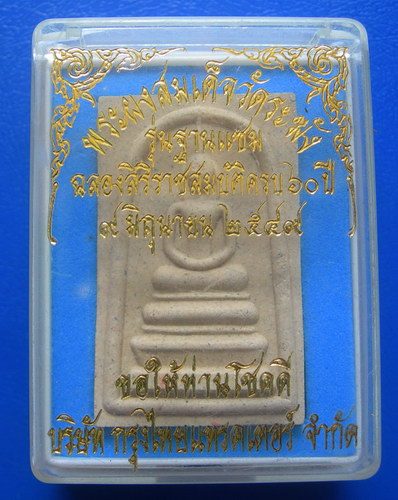 พระผงสมเด็จวัดระฆัง
รุ่นฐานแซม
ฉลองสิริราชสมบัติครบ ๖๐ ปี
๙ มิถุนายน ๒๕๔๙
ขอให้ท่านโชคดี
บริษัท กรุงไทยแทรคเตอร์ จำกัด